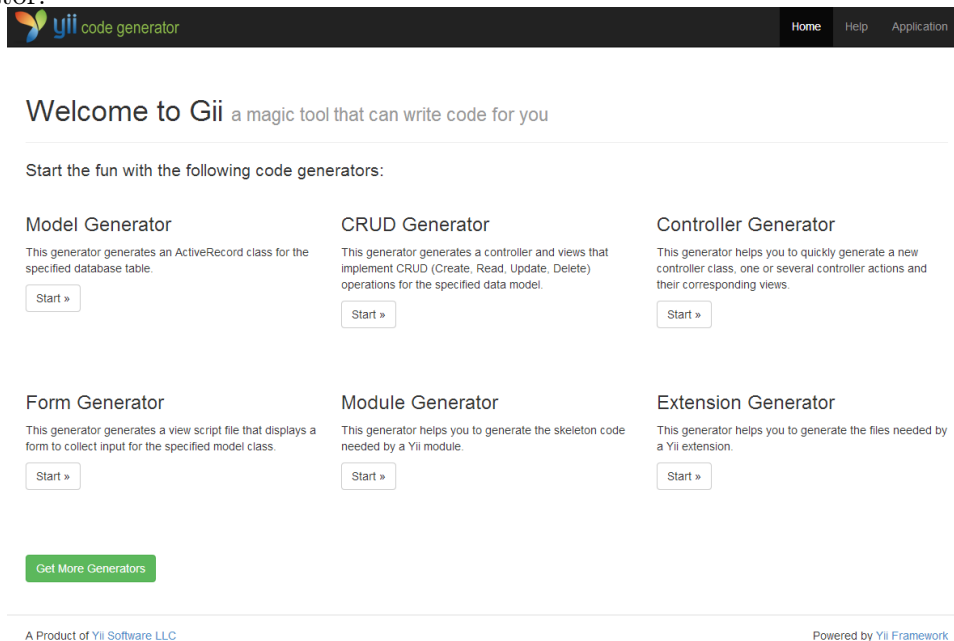 yii code generator
Home Help Application
Welcome to Gii a magic tool that can write code for you
Start the fun with the following code generators:
Model Generator
This generator generates an ActiveRecord class for the
specified database table.
Start »
CRUD Generator
This generator generates a controller and views that
implement CRUD (Create, Read, Update, Delete)
operations for the specified data model.
Start »
Controller Generator
This generator helps you to quickly generate a new
controller class, one or several controller actions and
their corresponding views.
Start »
Form Generator
This generator generates a view script file that displays a
form to collect input for the specified model class.
Start »
Module Generator
This generator helps you to generate the skeleton code
needed by a Yii module.
Start »
Extension Generator
This generator helps you to generate the files needed by
a Yii extension.
Start »
Get More Generators
A Product of Yii Software LLC
Powered by Yii Framework